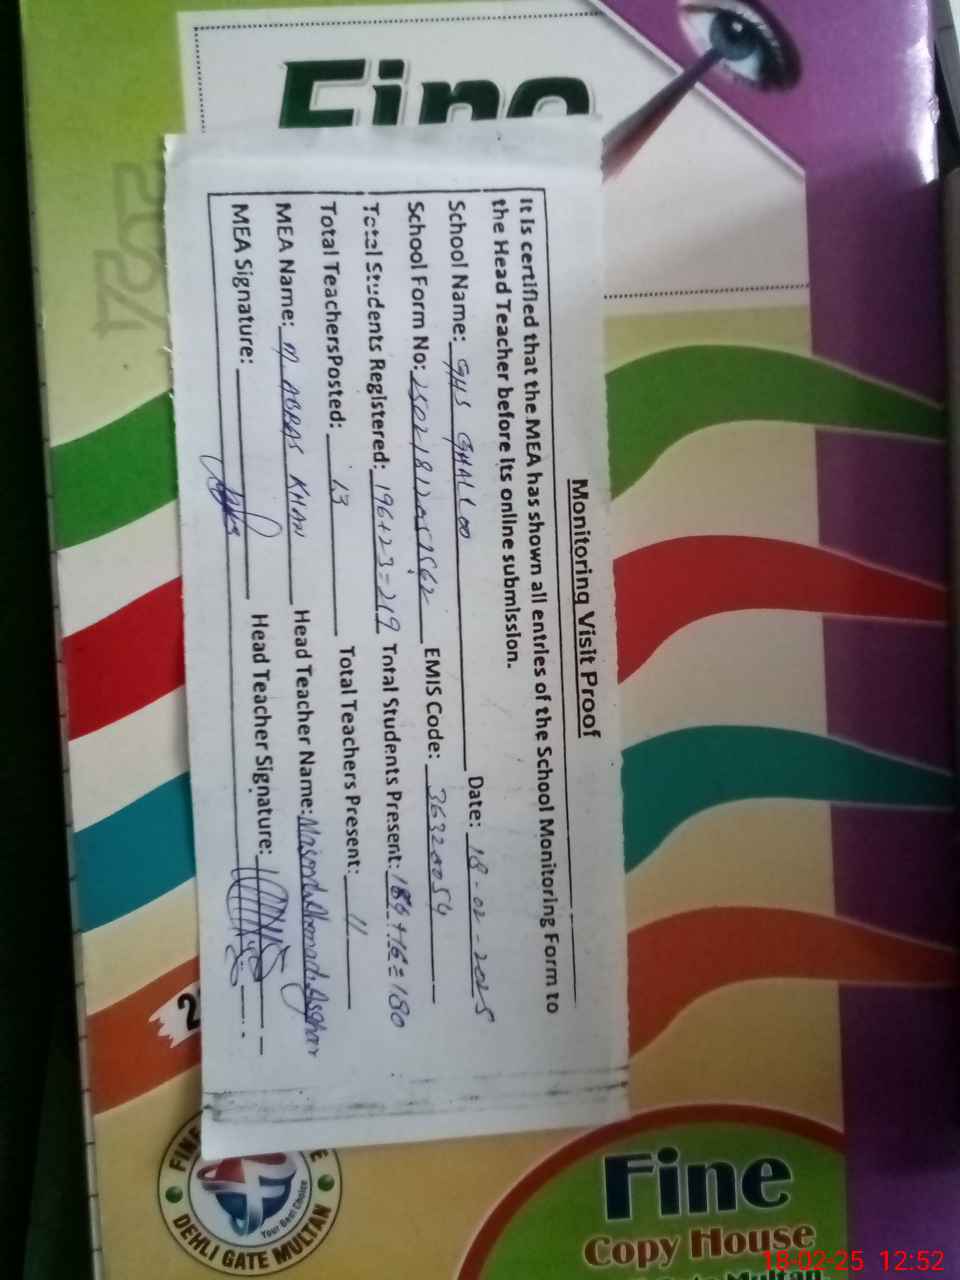 Monitoring Visit Proof
It is certified that the MEA has shown all entries of the School Monitoring Form to
the Head Teacher before its online submission.
School Name: GHS GHALLOO Date: 18-02-2025
School Form No: EMIS Code: 36320054
Total Students Registered: 196+23=219 Total Students Present: 164+16=180
Total TeachersPosted: 13 Total Teachers Present: 11
MEA Name: M ABBAS KHAN Head Teacher Name: Ahmad Asghar
MEA Signature: Head Teacher Signature:
Fine
DEHLI GATE MULTAN
Your Best Choice
Fine
Copy House
18-02-25 12:52